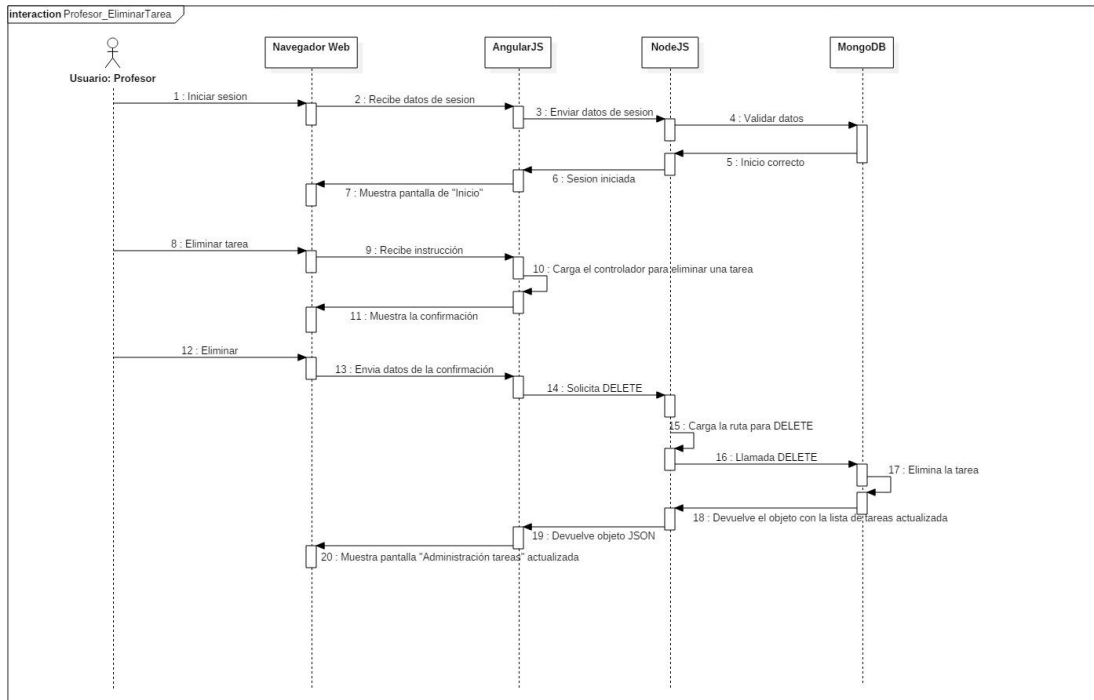 interaction Profesor_EliminarTarea
Usuario: Profesor
Navegador Web
AngularJS
NodeJS
MongoDB
1 : Iniciar sesion
2 : Recibe datos de sesion
3 : Enviar datos de sesion
4 : Validar datos
5 : Inicio correcto
6 : Sesion iniciada
7 : Muestra pantalla de "Inicio"
8 : Eliminar tarea
9 : Recibe instrucción
10 : Carga el controlador para eliminar una tarea
11 : Muestra la confirmación
12 : Eliminar
13 : Envia datos de la confirmación
14 : Solicita DELETE
15 : Carga la ruta para DELETE
16 : Llamada DELETE
17 : Elimina la tarea
18 : Devuelve el objeto con la lista de tareas actualizada
19 : Devuelve objeto JSON
20 : Muestra pantalla "Administración tareas" actualizada